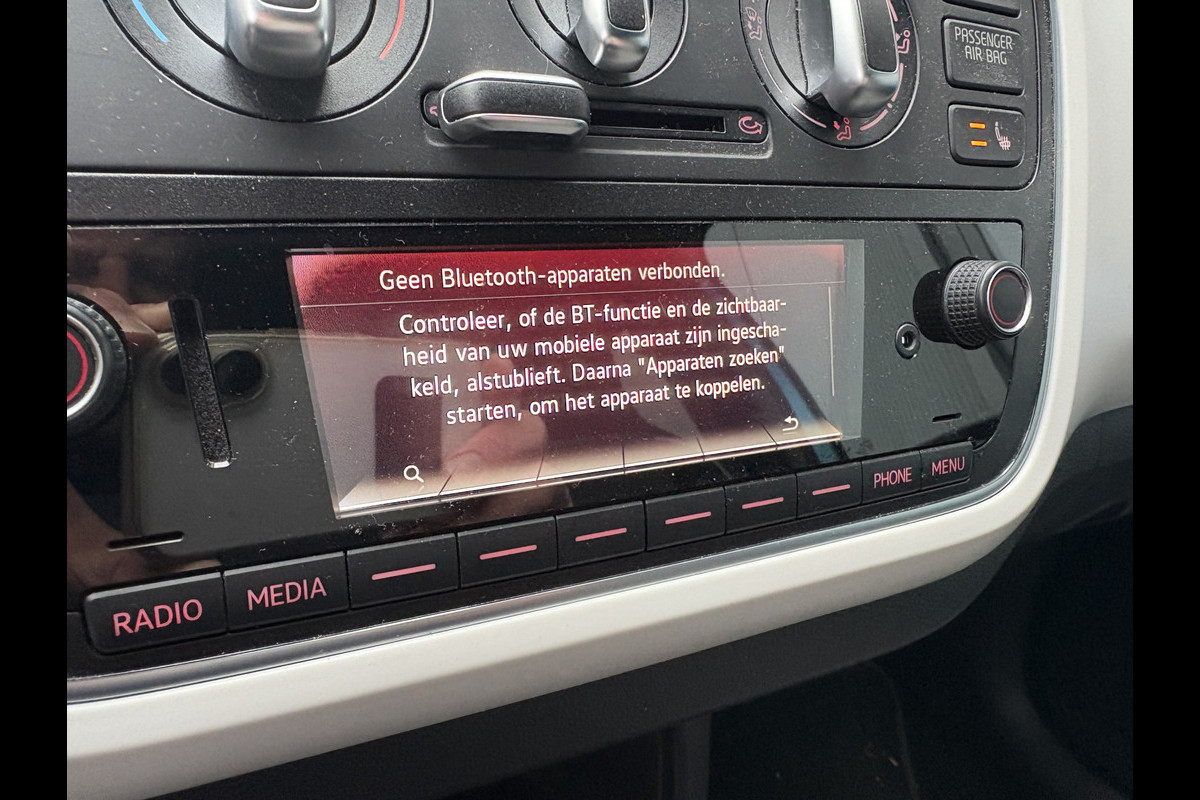 PASSENGER
AIR BAG
Geen Bluetooth-apparaten verbonden.
Controleer, of de BT-functie en de zichtbaar-
heid van uw mobiele apparaat zijn ingescha-
keld, alstublieft. Daarna "Apparaten zoeken"
starten, om het apparaat te koppelen.
RADIO
MEDIA
PHONE
MENU